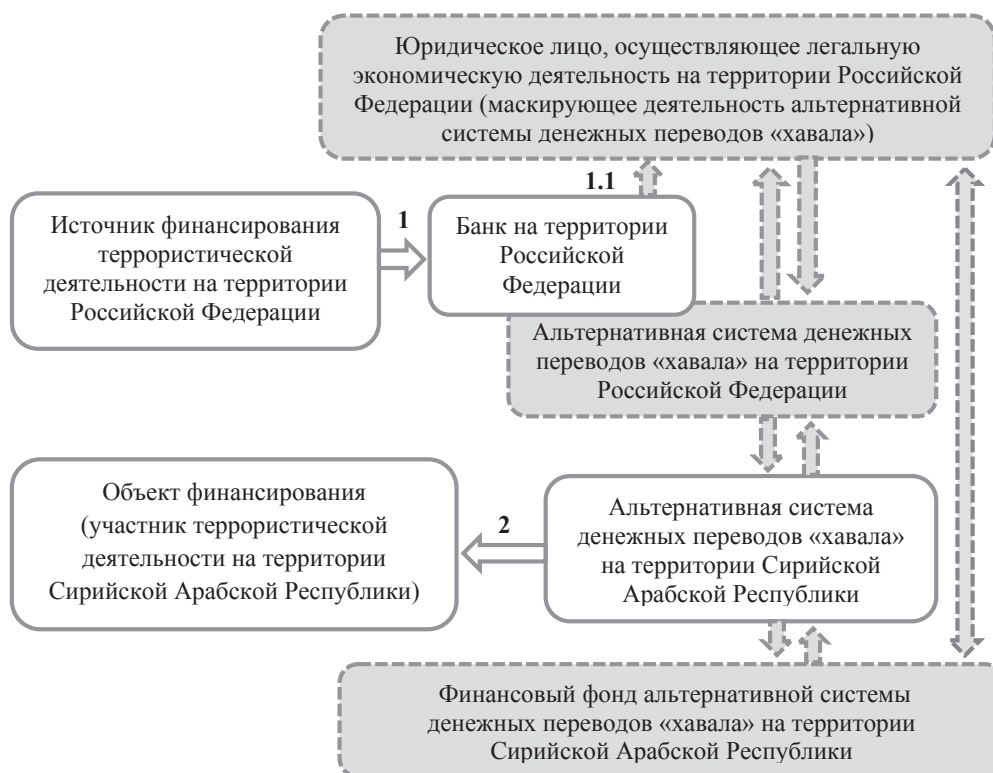 Юридическое лицо, осуществляющее легальную
экономическую деятельность на территории Российской
Федерации (маскирующее деятельность альтернативной
системы денежных переводов «хавала»)
1.1
1
Источник финансирования
террористической
деятельности на территории
Российской Федерации
Банк на территории
Российской
Федерации
Альтернативная система денежных
переводов «хавала» на территории
Российской Федерации
Объект финансирования
(участник террористической
деятельности на территории
Сирийской Арабской Республики)
2
Альтернативная система
денежных переводов «хавала»
на территории Сирийской
Арабской Республики
Финансовый фонд альтернативной системы
денежных переводов «хавала» на территории
Сирийской Арабской Республики